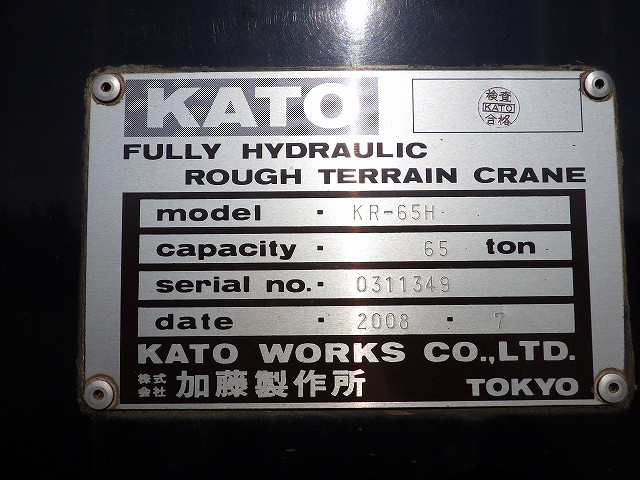 KATO
検査
KATO
合格
FULLY HYDRAULIC
ROUGH TERRAIN CRANE
model · KR-65H
capacity · 65 ton
serial no. · 0311349
date · 2008 · 7
KATO WORKS CO.,LTD.
株式会社 加藤製作所 TOKYO